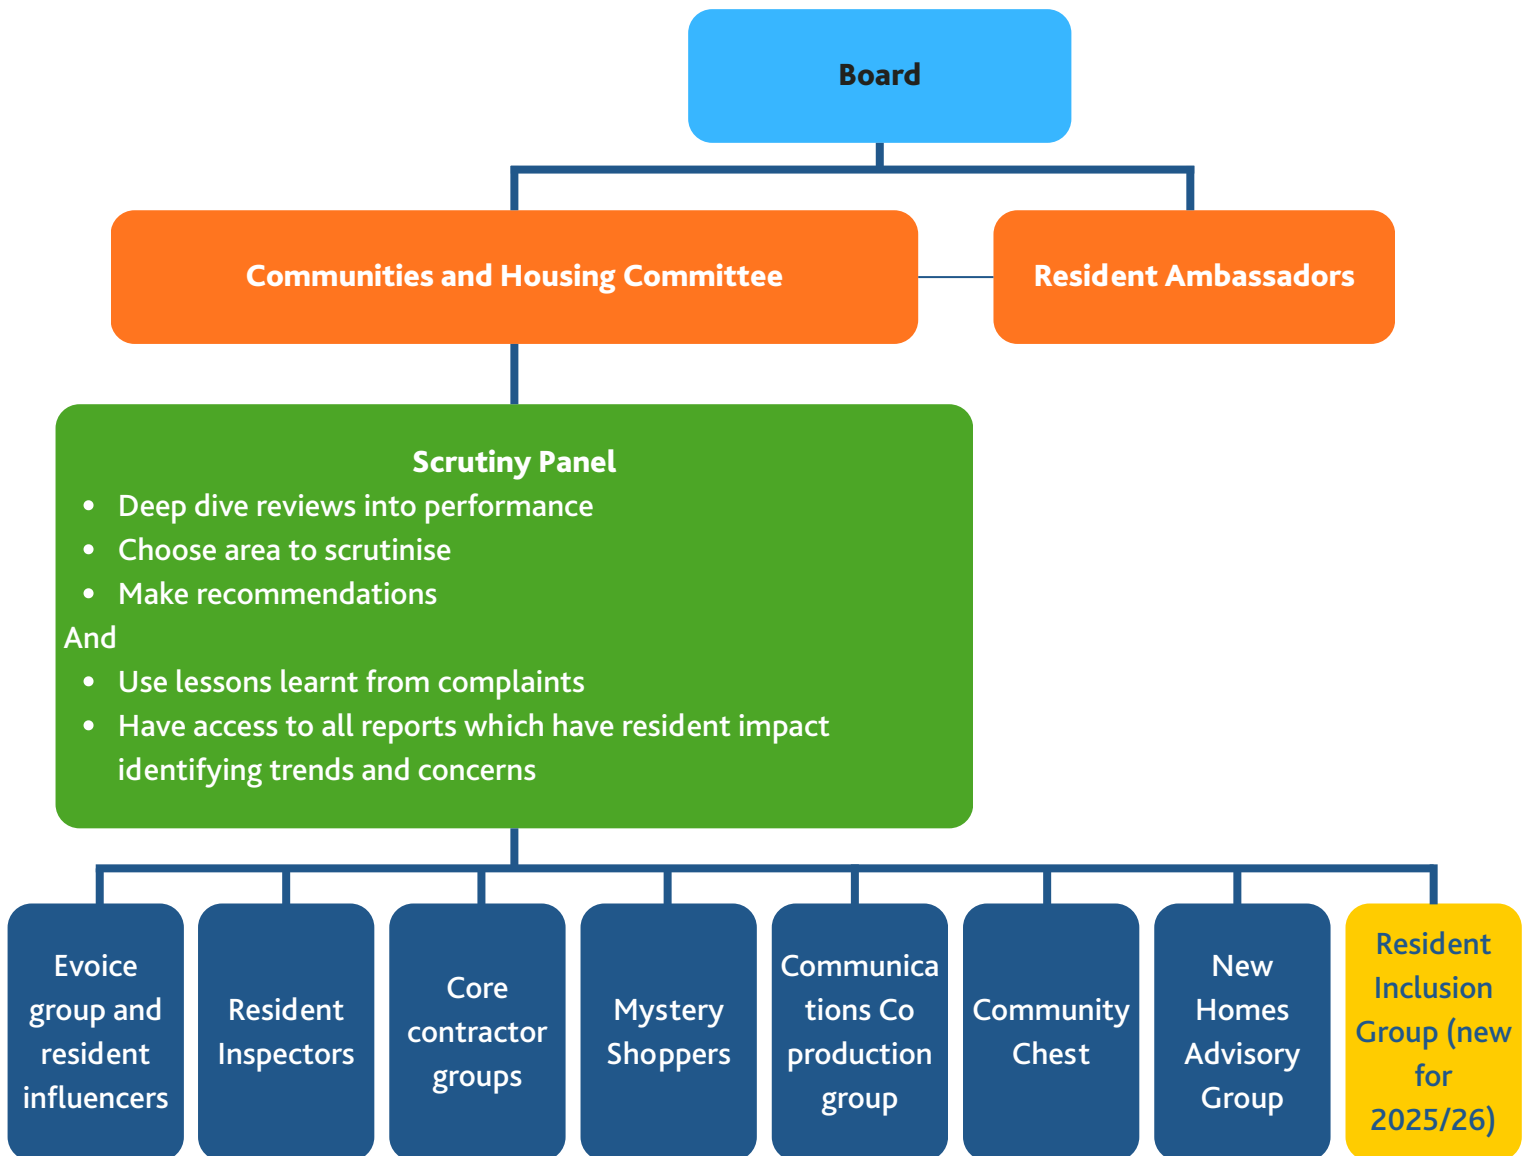 Board
Communities and Housing Committee
Resident Ambassadors
Scrutiny Panel
• Deep dive reviews into performance
• Choose area to scrutinise
• Make recommendations
And
• Use lessons learnt from complaints
• Have access to all reports which have resident impact
identifying trends and concerns
Evoice
group and
resident
influencers
Resident
Inspectors
Core
contractor
groups
Mystery
Shoppers
Communica
tions Co
production
group
Community
Chest
New
Homes
Advisory
Group
Resident
Inclusion
Group (new
for
2025/26)